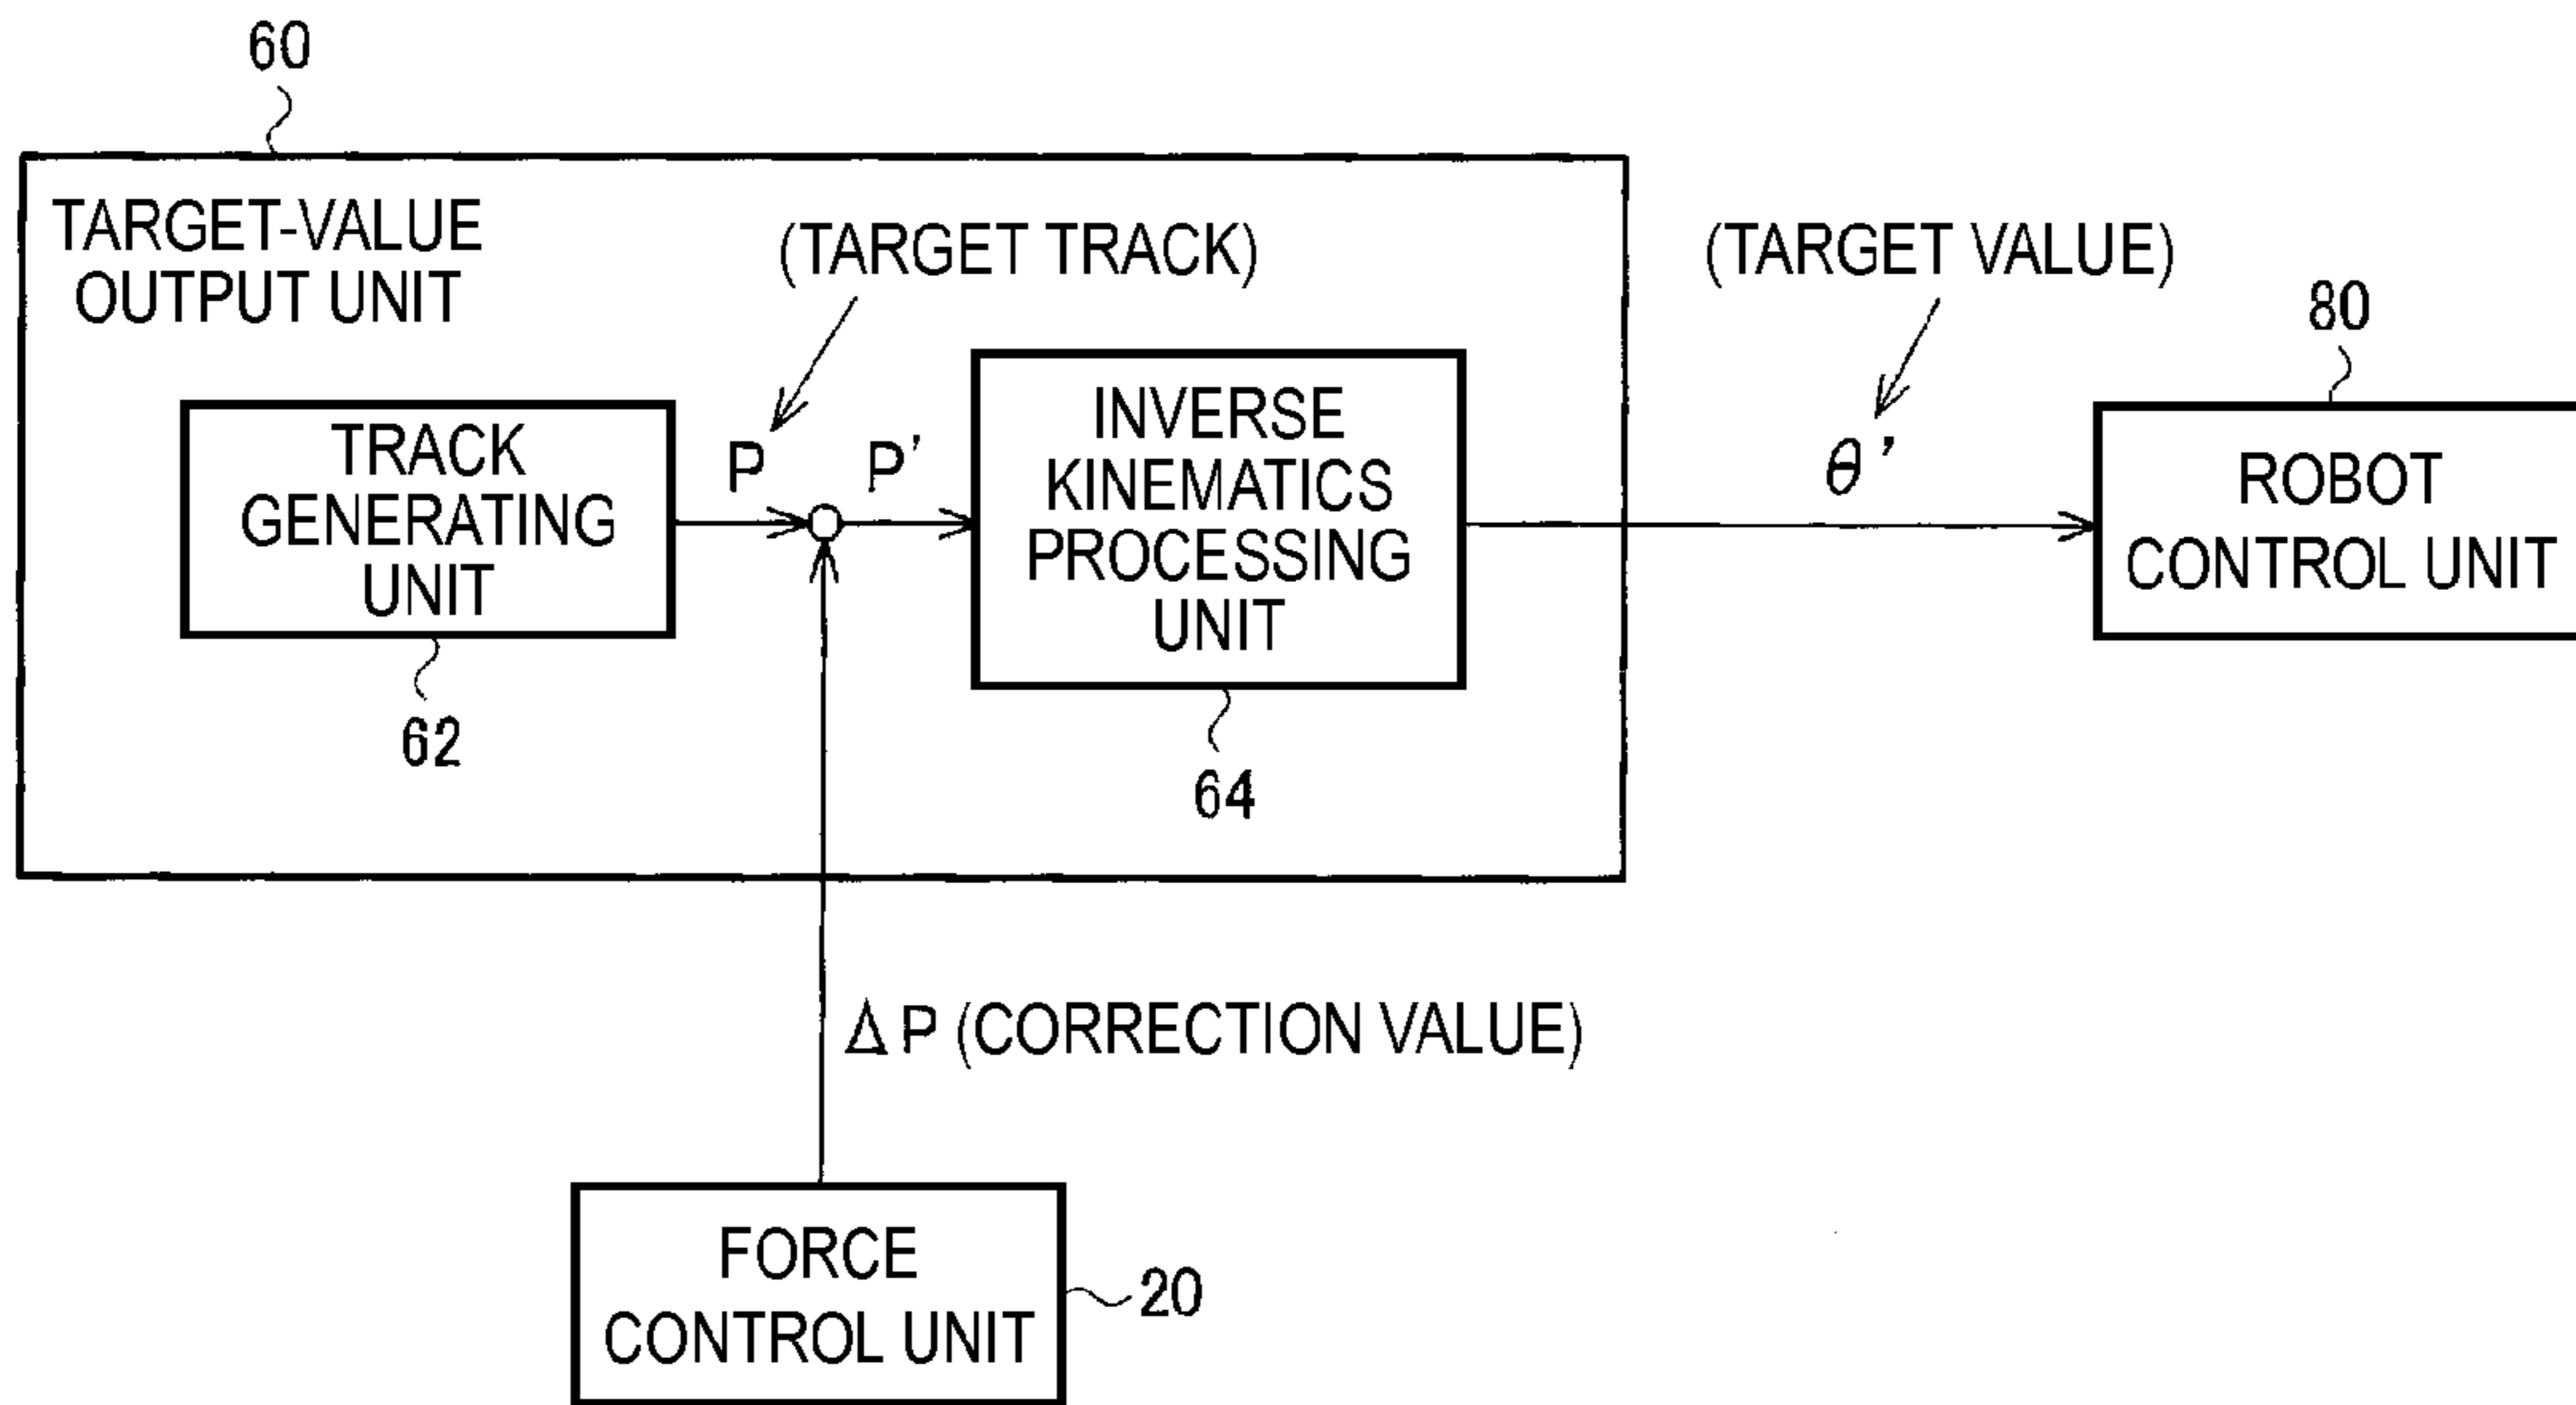 60
TARGET-VALUE
OUTPUT UNIT
(TARGET TRACK)
(TARGET VALUE)
80
TRACK
GENERATING
UNIT
62
P
P'
INVERSE
KINEMATICS
PROCESSING
UNIT
64
θ'
ROBOT
CONTROL UNIT
ΔP (CORRECTION VALUE)
FORCE
CONTROL UNIT
20